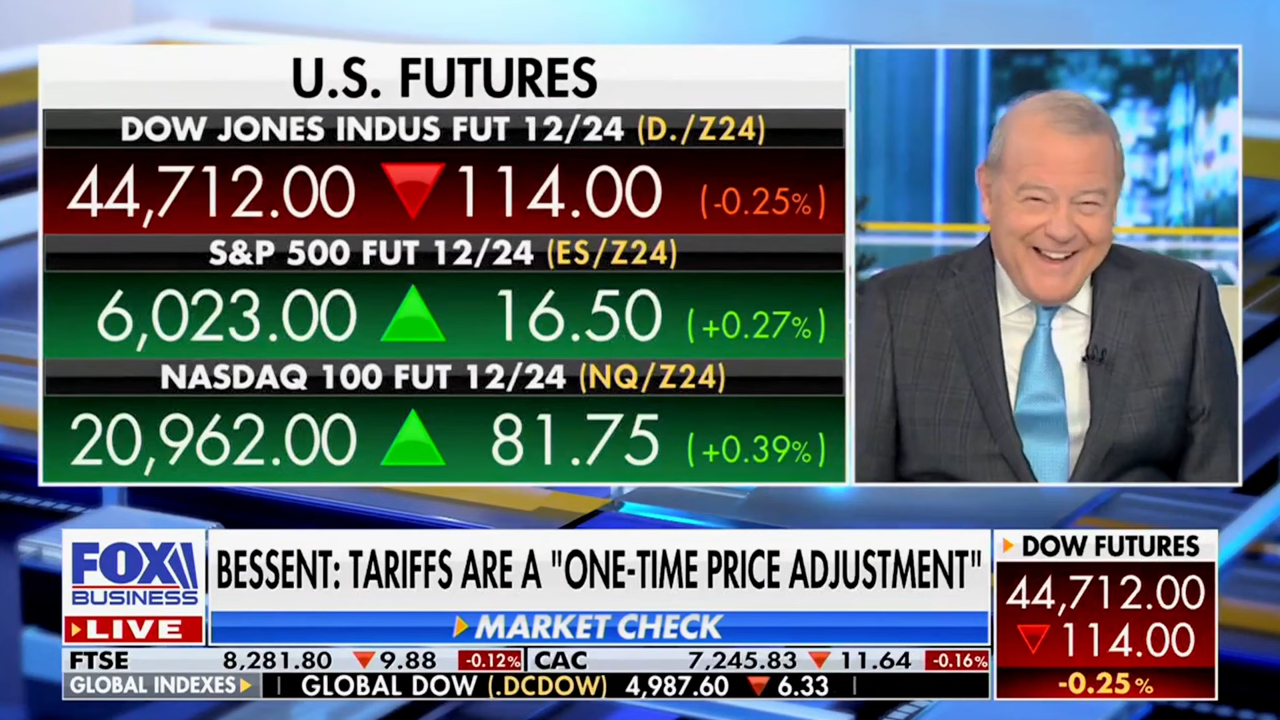 U.S. FUTURES
DOW JONES INDUS FUT 12/24 (D./Z24)
44,712.00 ▼ 114.00 (-0.25%)
S&P 500 FUT 12/24 (ES/Z24)
6,023.00 ▲ 16.50 (+0.27%)
NASDAQ 100 FUT 12/24 (NQ/Z24)
20,962.00 ▲ 81.75 (+0.39%)
FOX
BUSINESS
LIVE
BESSENT: TARIFFS ARE A "ONE-TIME PRICE ADJUSTMENT"
MARKET CHECK
DOW FUTURES
44,712.00
▽ 114.00
-0.25%
FTSE 8,281.80 ▼ 9.88 -0.12% CAC 7,245.83 ▼ 11.64 -0.16%
GLOBAL INDEXES GLOBAL DOW (.DCDOW) 4,987.60 ▼ 6.33